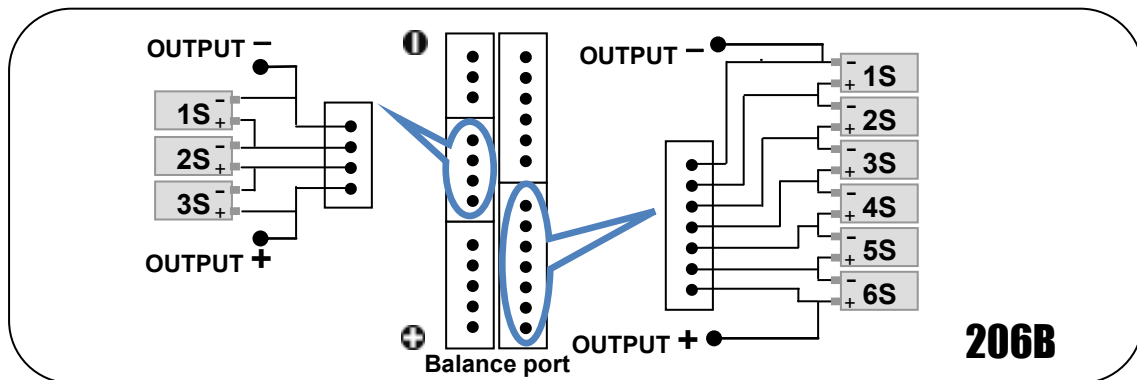 OUTPUT −
1S
− +
2S
− +
3S
− +
OUTPUT +
Balance port
OUTPUT −
− 1S
+
− 2S
+
− 3S
+
− 4S
+
− 5S
+
− 6S
+
OUTPUT +
206B